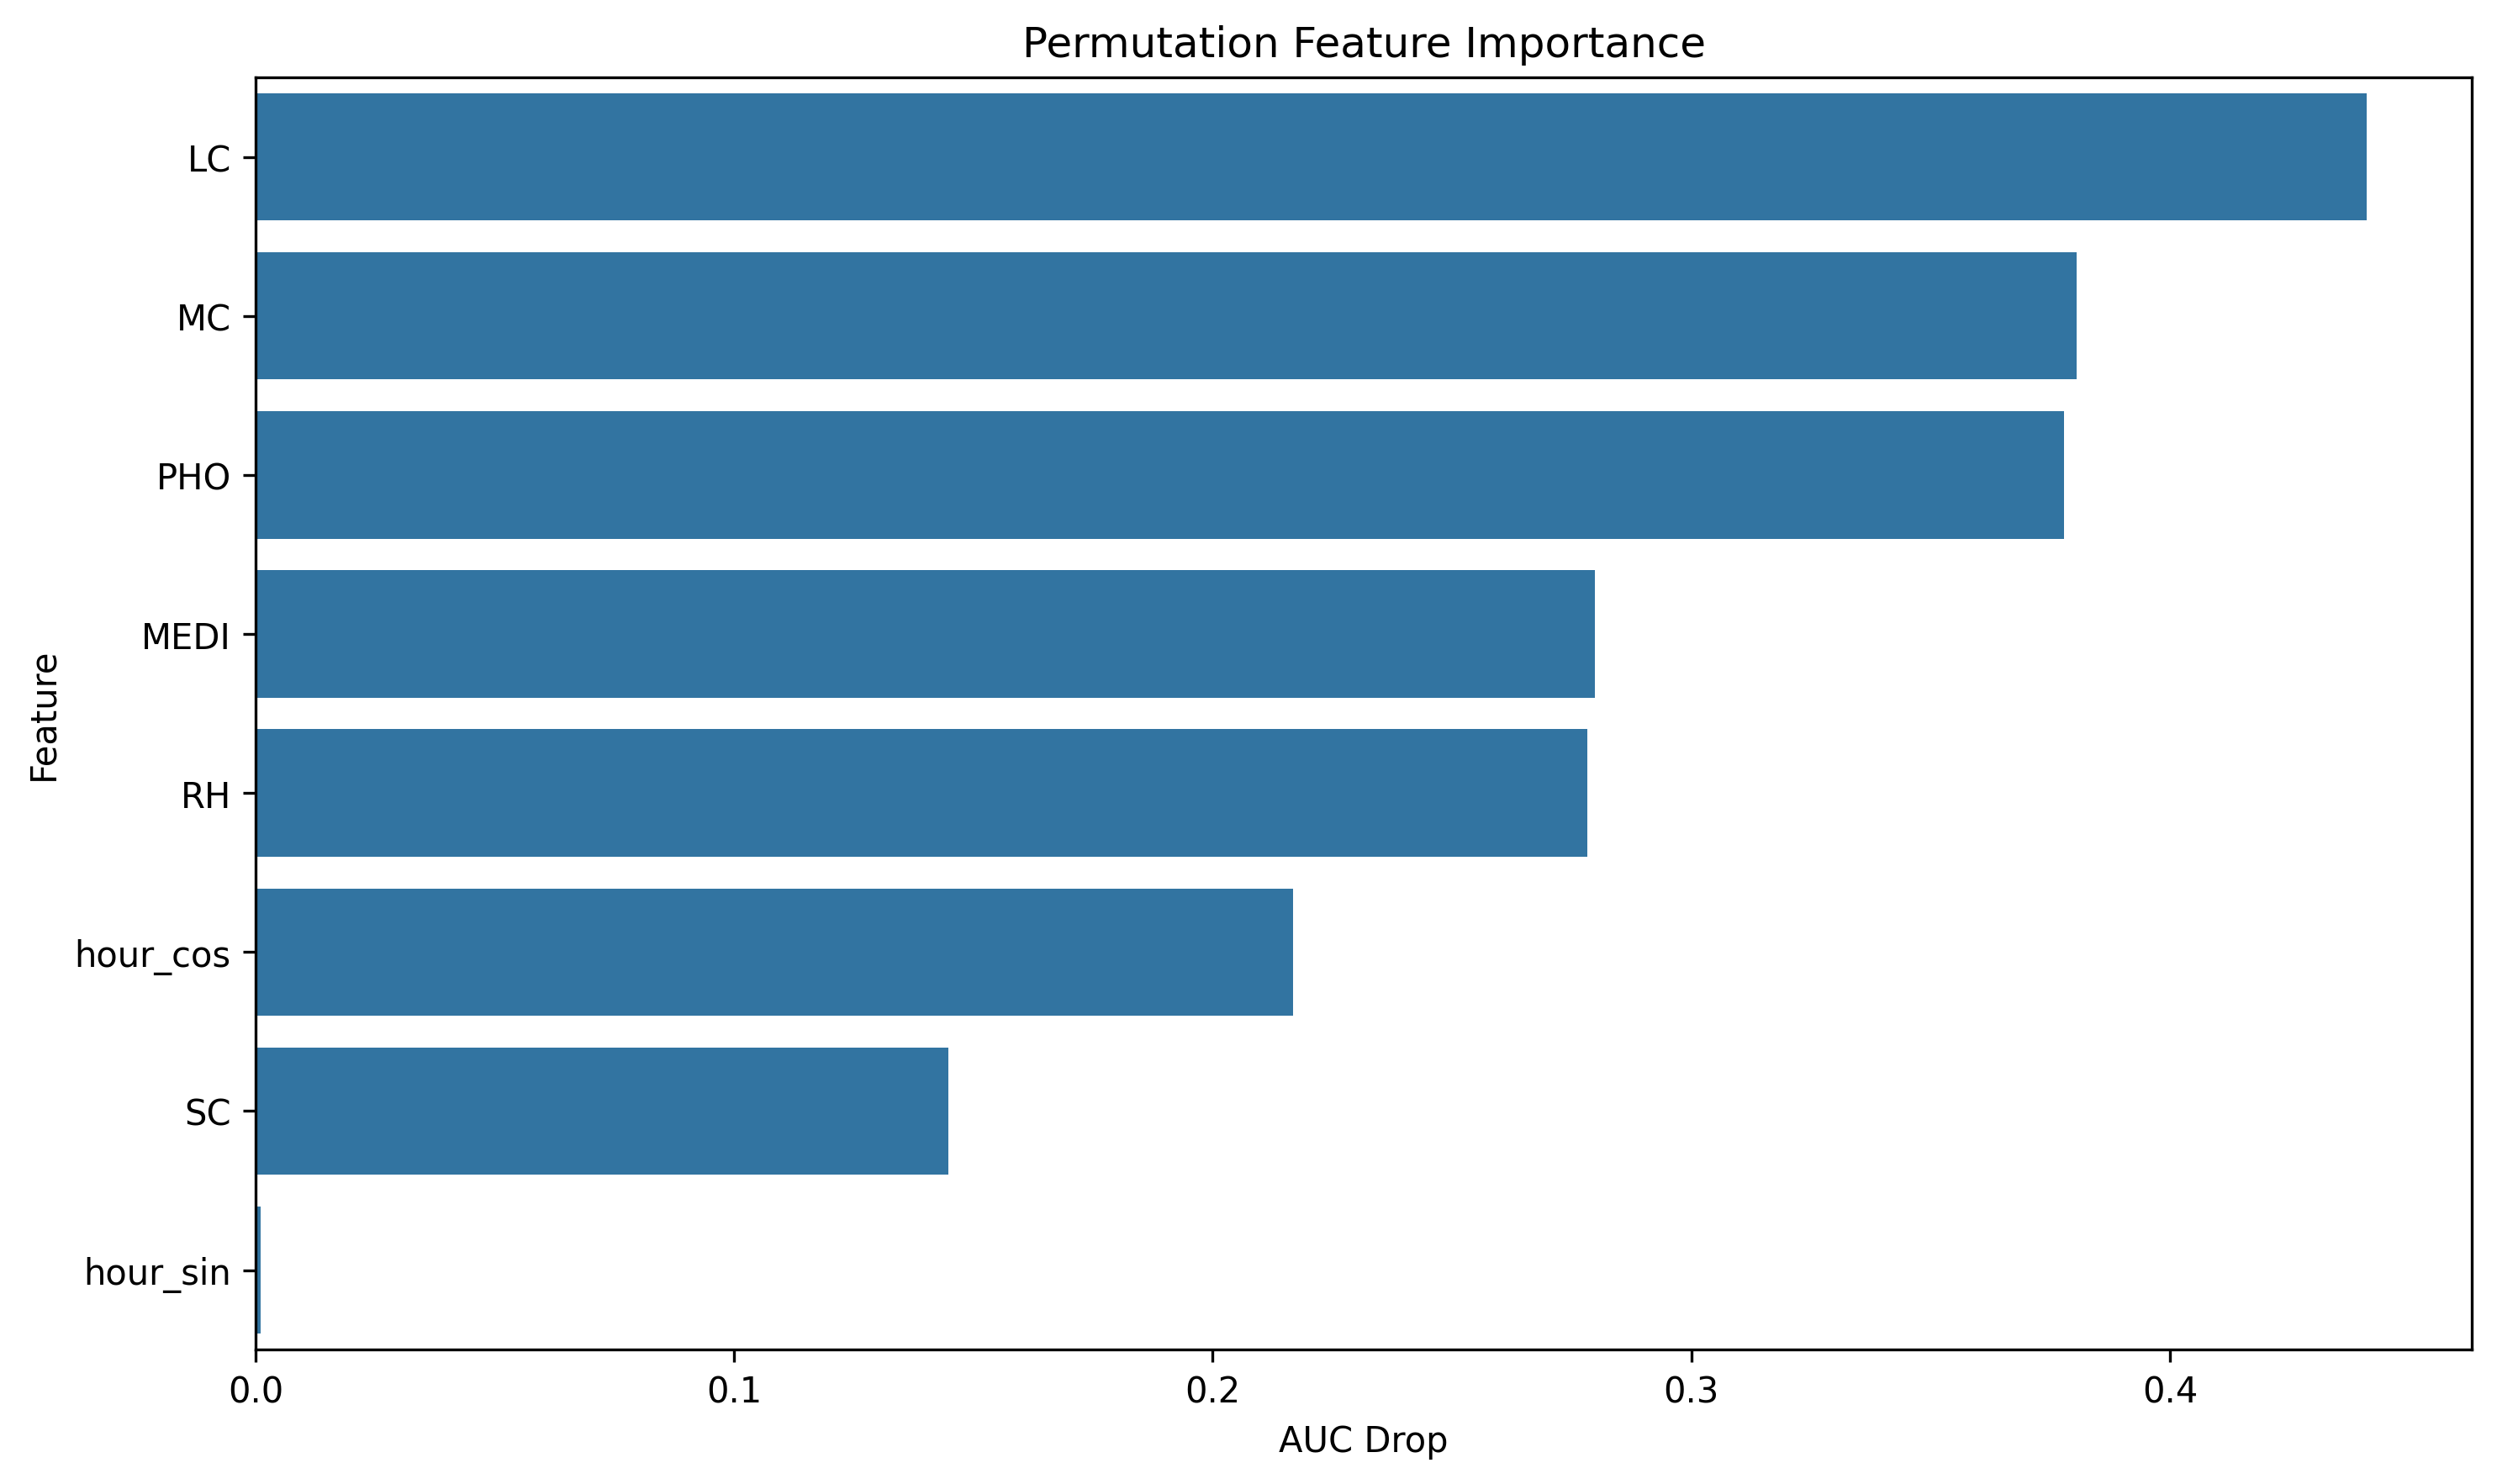 Permutation Feature Importance
LC
MC
PHO
MEDI
RH
hour_cos
SC
hour_sin
Feature
0.0 0.1 0.2 0.3 0.4
AUC Drop